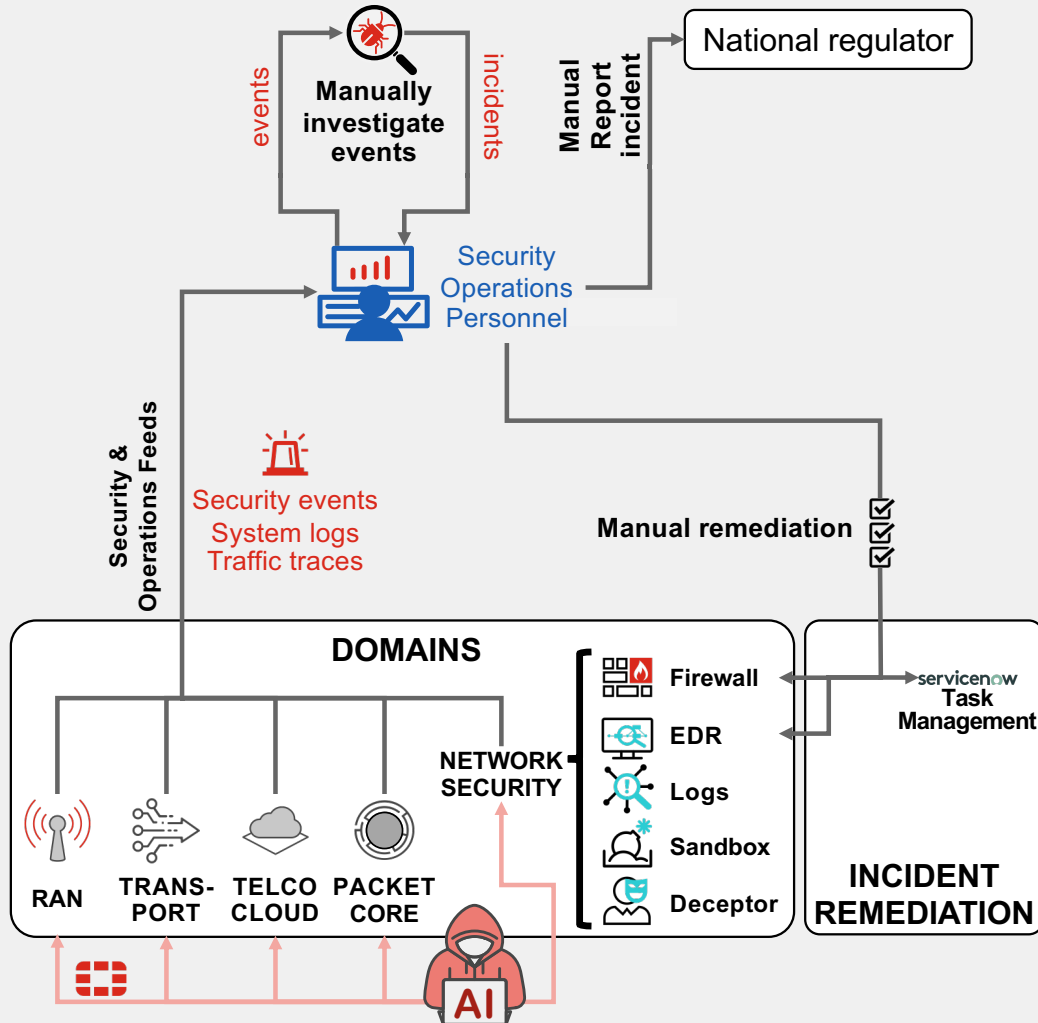 National regulator
events
Manually
investigate
events
incidents
Manual
Report
incident
Security
Operations
Personnel
Security &
Operations Feeds
Security events
System logs
Traffic traces
Manual remediation
DOMAINS
Firewall
EDR
Logs
Sandbox
Deceptor
NETWORK
SECURITY
RAN
TRANS-
PORT
TELCO
CLOUD
PACKET
CORE
servicenow
Task
Management
INCIDENT
REMEDIATION
AI